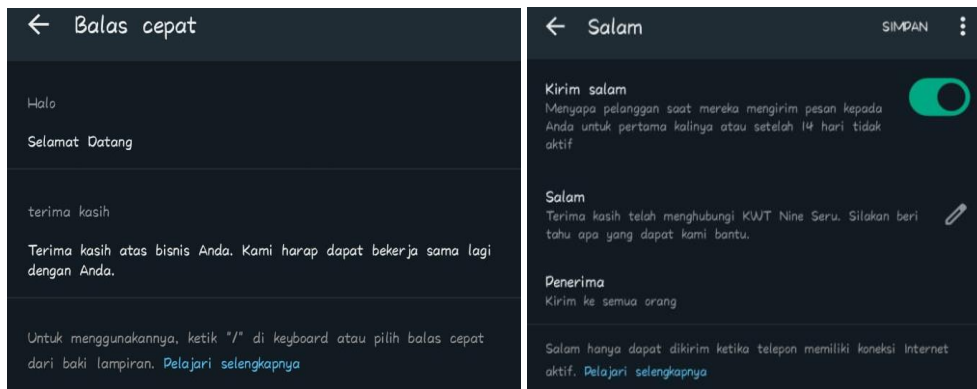 ← Balas cepat
Halo
Selamat Datang
terima kasih
Terima kasih atas bisnis Anda. Kami harap dapat bekerja sama lagi
dengan Anda.
Untuk menggunakannya, ketik "/" di keyboard atau pilih balas cepat
dari baki lampiran. Pelajari selengkapnya
← Salam SIMPAN
Kirim salam
Menyapa pelanggan saat mereka mengirim pesan kepada
Anda untuk pertama kalinya atau setelah 14 hari tidak
aktif
Salam
Terima kasih telah menghubungi KWT Nine Seru. Silakan beri
tahu apa yang dapat kami bantu.
Penerima
Kirim ke semua orang
Salam hanya dapat dikirim ketika telepon memiliki koneksi Internet
aktif. Pelajari selengkapnya